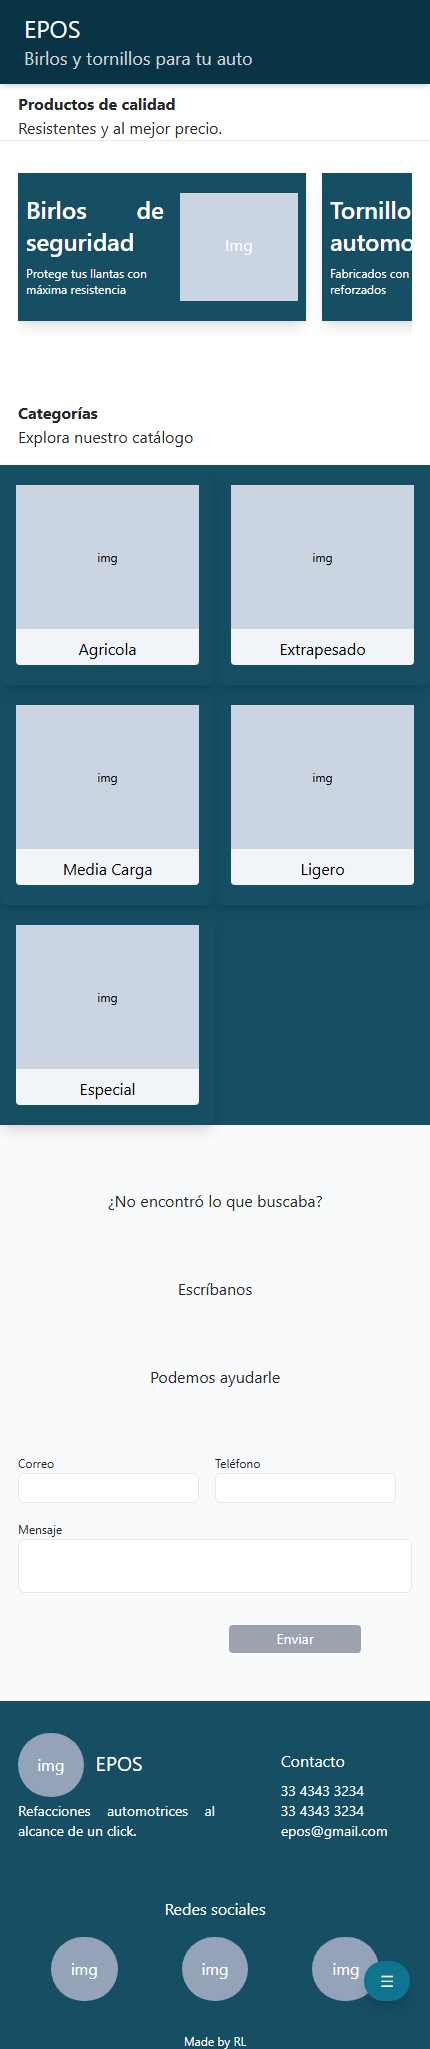 EPOS
Birlos y tornillos para tu auto
Productos de calidad
Resistentes y al mejor precio.
Birlos de
seguridad
Protege tus llantas con
máxima resistencia
Img
Tornillo
automo
Fabricados con
reforzados
Categorías
Explora nuestro catálogo
img
Agricola
img
Extrapesado
img
Media Carga
img
Ligero
img
Especial
¿No encontró lo que buscaba?
Escríbanos
Podemos ayudarle
Correo
Teléfono
Mensaje
Enviar
img
EPOS
Refacciones automotrices al
alcance de un click.
Contacto
33 4343 3234
33 4343 3234
epos@gmail.com
Redes sociales
img
img
img
☰
Made by RL